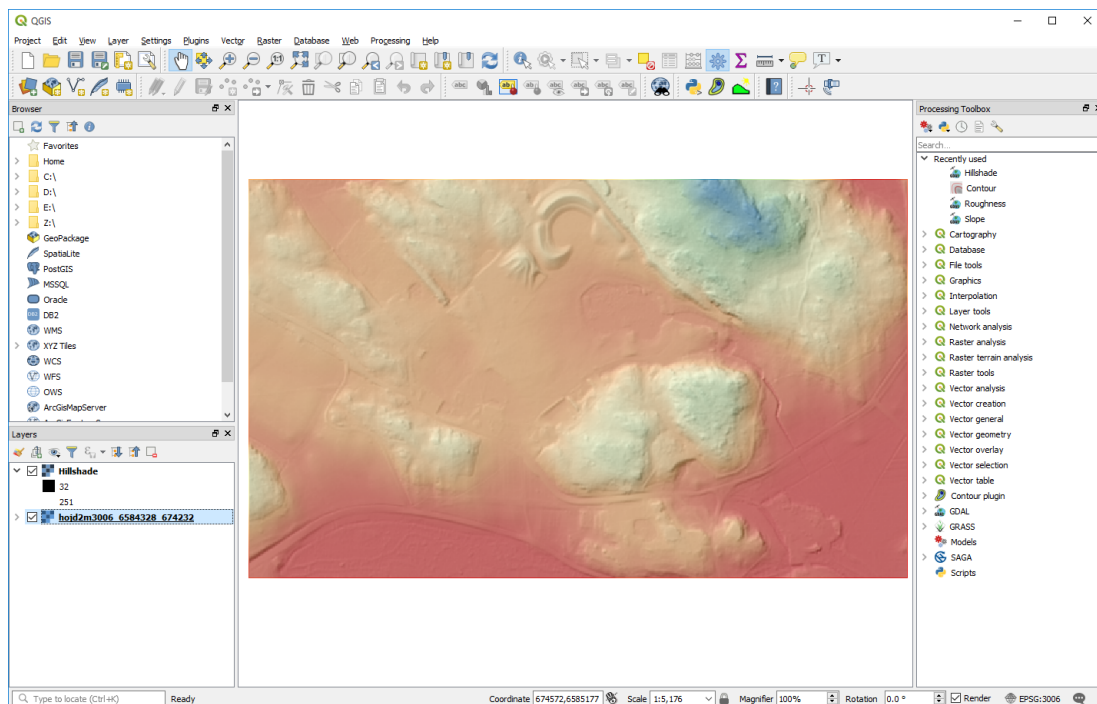 QGIS
Project Edit View Layer Settings Plugins Vector Raster Database Web Processing Help
Browser
Favorites
Home
C:\
D:\
E:\
Z:\
GeoPackage
SpatiaLite
PostGIS
MSSQL
Oracle
DB2
WMS
XYZ Tiles
WCS
WFS
OWS
ArcGisMapServer
Layers
Hillshade
32
251
hojd2m3006_6584328_674232
Processing Toolbox
Search...
Recently used
Hillshade
Contour
Roughness
Slope
Cartography
Database
File tools
Graphics
Interpolation
Layer tools
Network analysis
Raster analysis
Raster terrain analysis
Raster tools
Vector analysis
Vector creation
Vector general
Vector geometry
Vector overlay
Vector selection
Vector table
Contour plugin
GDAL
GRASS
Models
SAGA
Scripts
Type to locate (Ctrl+K) Ready Coordinate 674572,6585177 Scale 1:5,176 Magnifier 100% Rotation 0.0 ° Render EPSG:3006